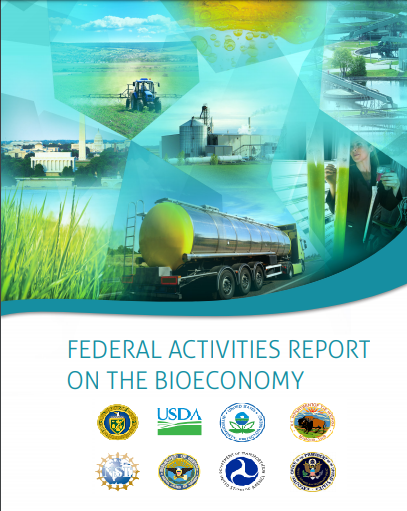 FEDERAL ACTIVITIES REPORT
ON THE BIOECONOMY
USDA